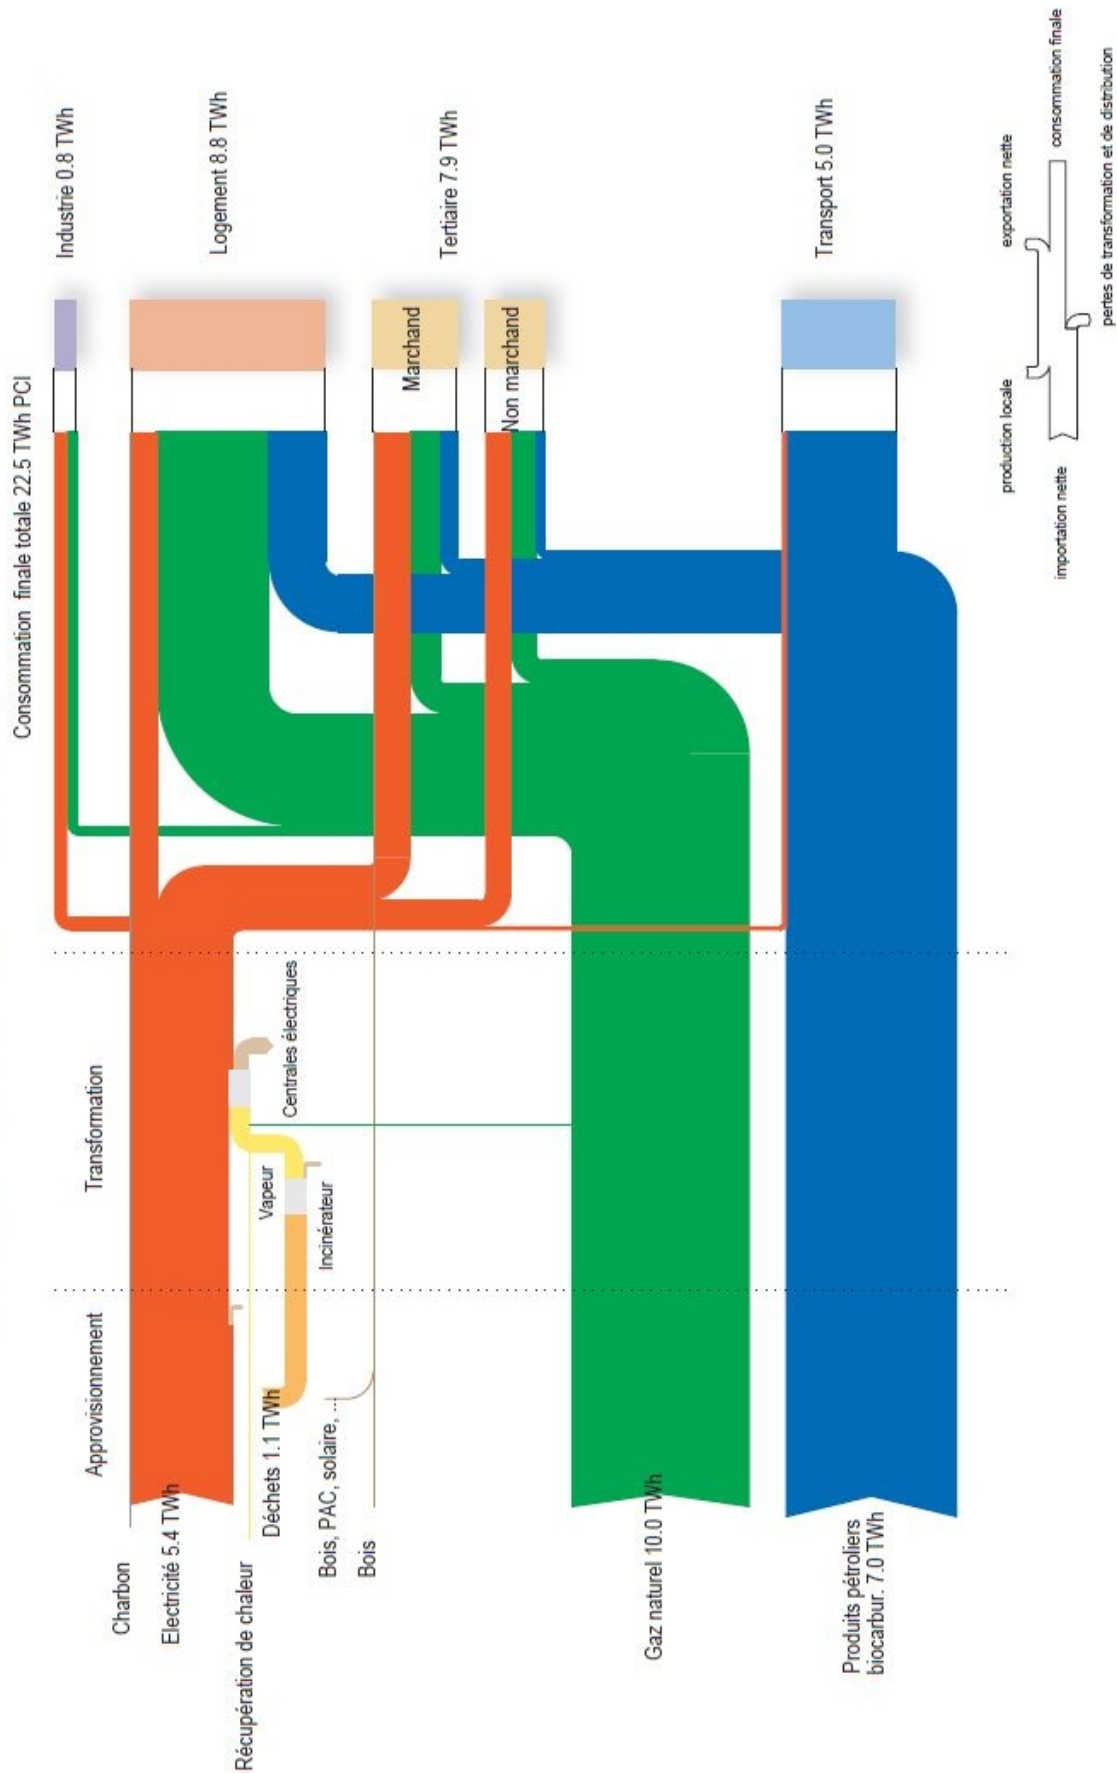 Consommation finale totale 22.5 TWh PCI
Approvisionnement
Transformation
Charbon
Electricité 5.4 TWh
Récupération de chaleur
Déchets 1.1 TWh
Bois, PAC, solaire, ...
Bois
Gaz naturel 10.0 TWh
Produits pétroliers
biocarbur. 7.0 TWh
Vapeur
Incinérateur
Centrales électriques
Industrie 0.8 TWh
Logement 8.8 TWh
Marchand
Tertiaire 7.9 TWh
Non marchand
Transport 5.0 TWh
production locale
exportation nette
importation nette
consommation finale
pertes de transformation et de distribution